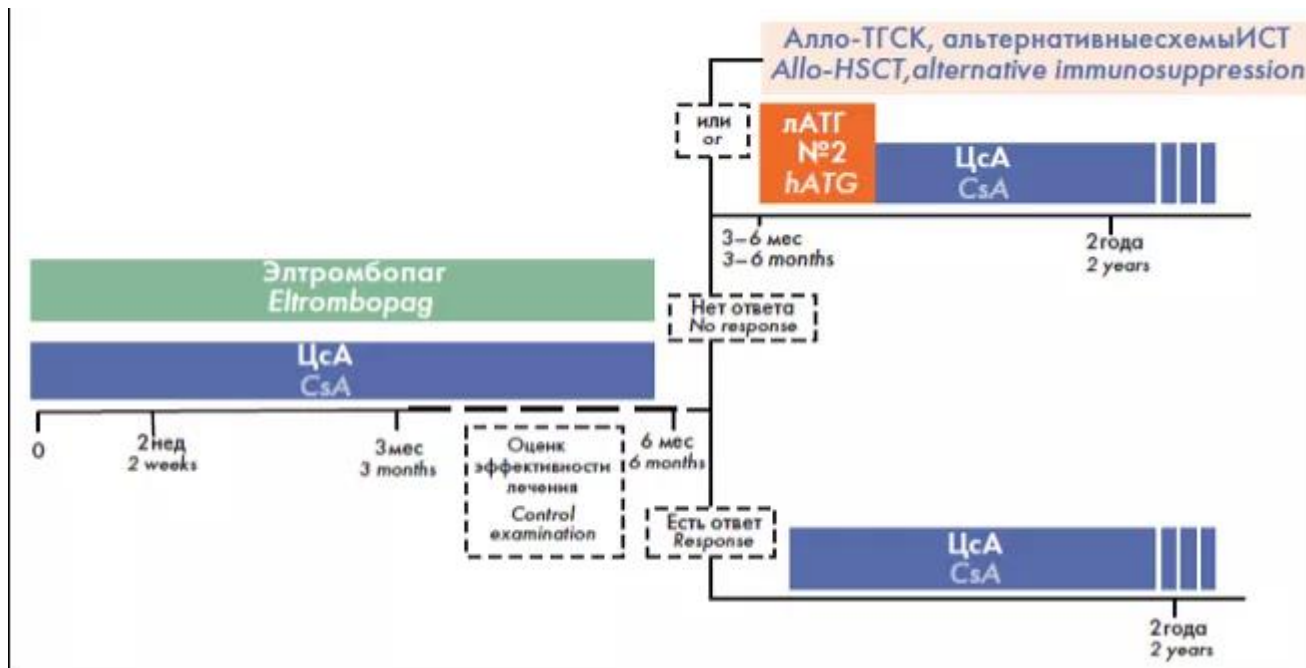 Алло-ТГСК, альтернативныесхемыИСТ
Allo-HSCT,alternative immunosuppression
или
or
лАТГ
№2
hATG
ЦсА
CsA
3–6 мес
3–6 months
2года
2 years
Элтромбопаг
Eltrombopag
Нет ответа
No response
ЦсА
CsA
0
2нед
2 weeks
3мес
3 months
Оценк
эффективности
лечения
Control
examination
6 мес
6 months
Есть ответ
Response
ЦсА
CsA
2года
2 years